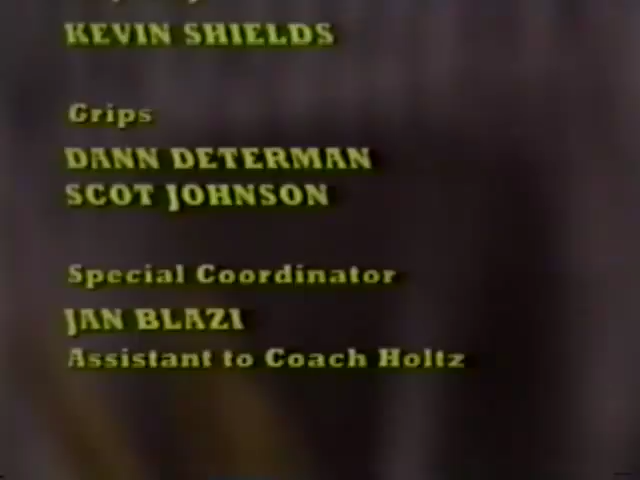 KEVIN SHIELDS
Grips
DANN DETERMAN
SCOT JOHNSON
Special Coordinator
JAN BLAZI
Assistant to Coach Holtz